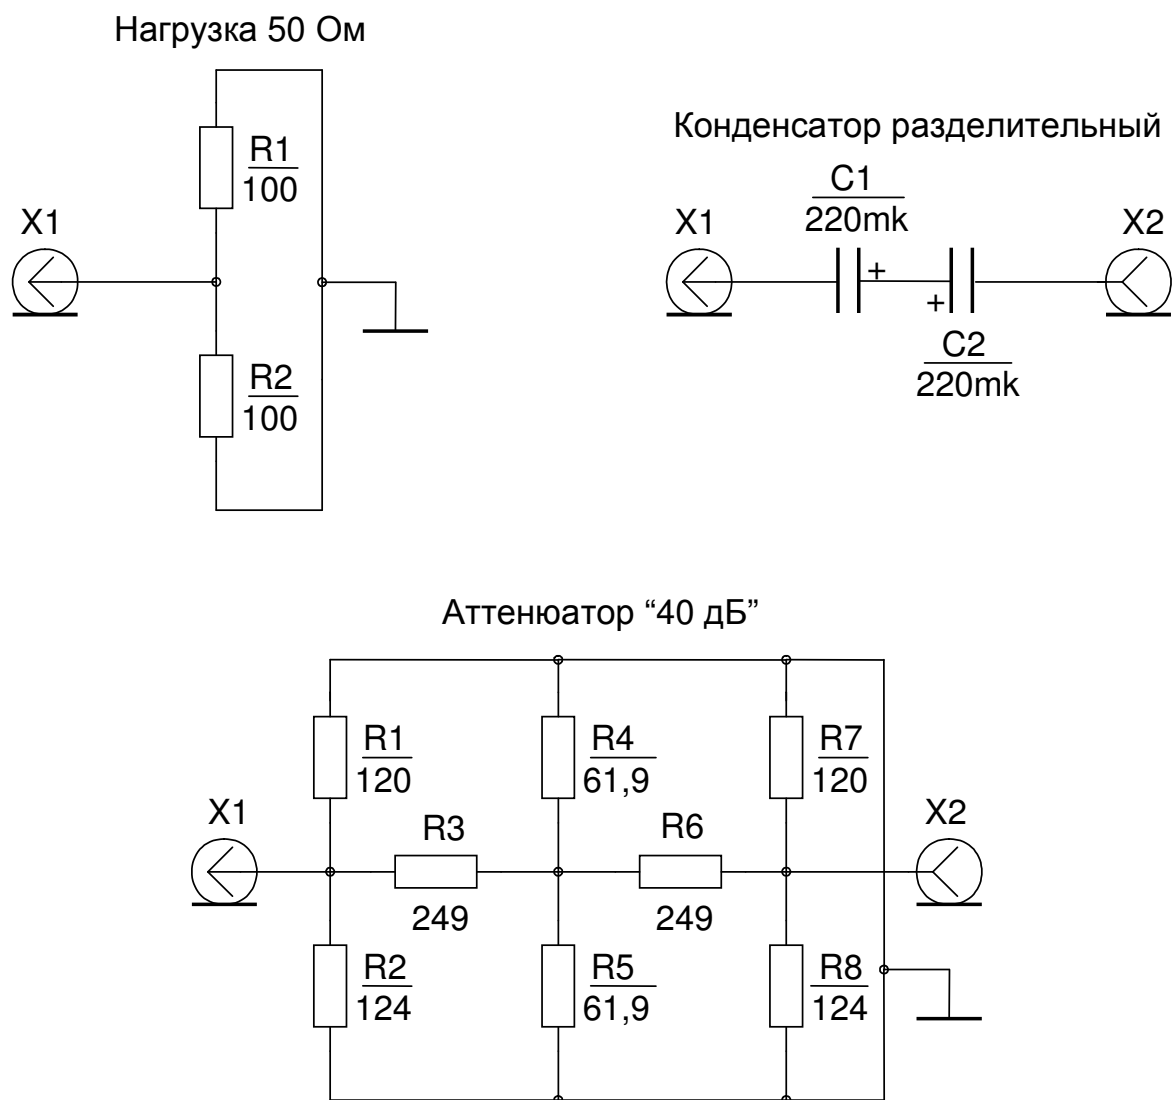 Нагрузка 50 Ом
R1
100
X1
R2
100
Конденсатор разделительный
C1
220mk
X1
X2
+
+
C2
220mk
Аттенюатор “40 дБ”
R1
120
R4
61,9
R7
120
X1
R3
R6
X2
249
249
R2
124
R5
61,9
R8
124